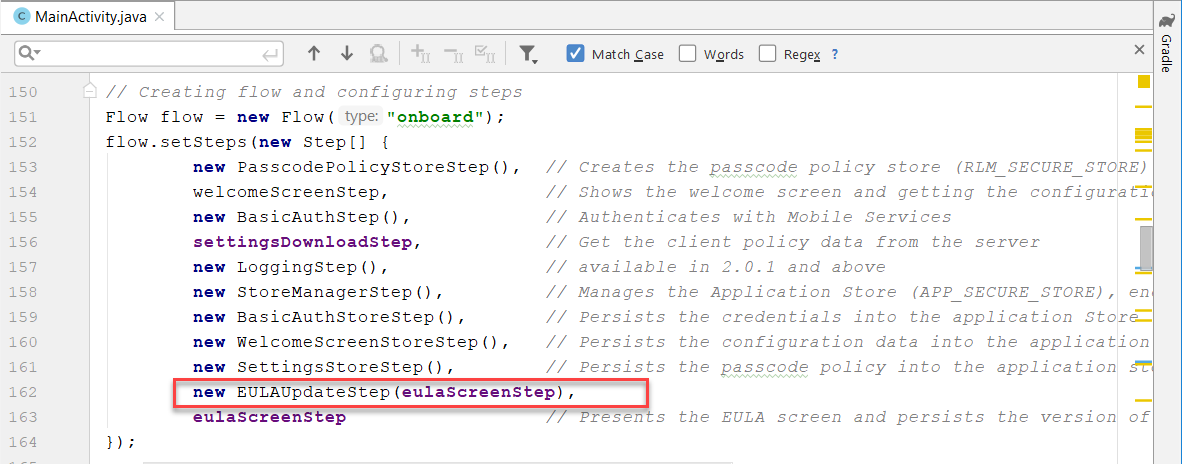 MainActivity.java
Match Case Words Regex ?
Gradle
150 // Creating flow and configuring steps
151 Flow flow = new Flow( type: "onboard");
152 flow.setSteps(new Step[] {
153 new PasscodePolicyStoreStep(), // Creates the passcode policy store (RLM_SECURE_STORE)
154 welcomeScreenStep, // Shows the welcome screen and getting the configuratio
155 new BasicAuthStep(), // Authenticates with Mobile Services
156 settingsDownloadStep, // Get the client policy data from the server
157 new LoggingStep(), // available in 2.0.1 and above
158 new StoreManagerStep(), // Manages the Application Store (APP_SECURE_STORE), en
159 new BasicAuthStoreStep(), // Persists the credentials into the application Store
160 new WelcomeScreenStoreStep(), // Persists the configuration data into the application
161 new SettingsStoreStep(), // Persists the passcode policy into the application st
162 new EULAUpdateStep(eulaScreenStep),
163 eulaScreenStep // Presents the EULA screen and persists the version of
164 });